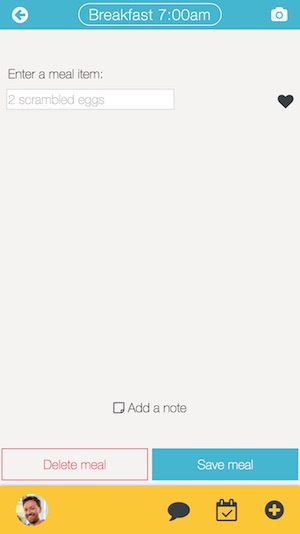 Breakfast 7:00am
Enter a meal item:
2 scrambled eggs
Add a note
Delete meal
Save meal